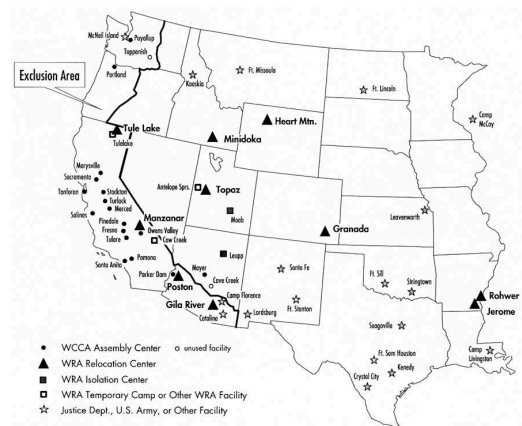 McNeil Island
Puyallup
Toppenish
Portland
Exclusion Area
Kooskia
Ft. Missoula
Ft. Lincoln
Camp
McCoy
Tule Lake
Tulelake
Minidoka
Heart Mtn.
Marysville
Sacramento
Tanforan
Stockton
Turlock
Merced
Salinas
Pinedale
Fresno
Tulare
Manzanar
Owens Valley
Cow Creek
Antelope Sprs.
Topaz
Moab
Granada
Leavenworth
Santa Anita
Pomona
Parker Dam
Poston
Mayer
Leupp
Cave Creek
Camp Florence
Gila River
Catalina
Lordsburg
Santa Fe
Ft. Stanton
Ft. Sill
Stringtown
Rohwer
Jerome
Seagoville
Camp
Livingston
Ft. Sam Houston
Kenedy
Crystal City
WCCA Assembly Center
unused facility
WRA Relocation Center
WRA Isolation Center
WRA Temporary Camp or Other WRA Facility
Justice Dept., U.S. Army, or Other Facility